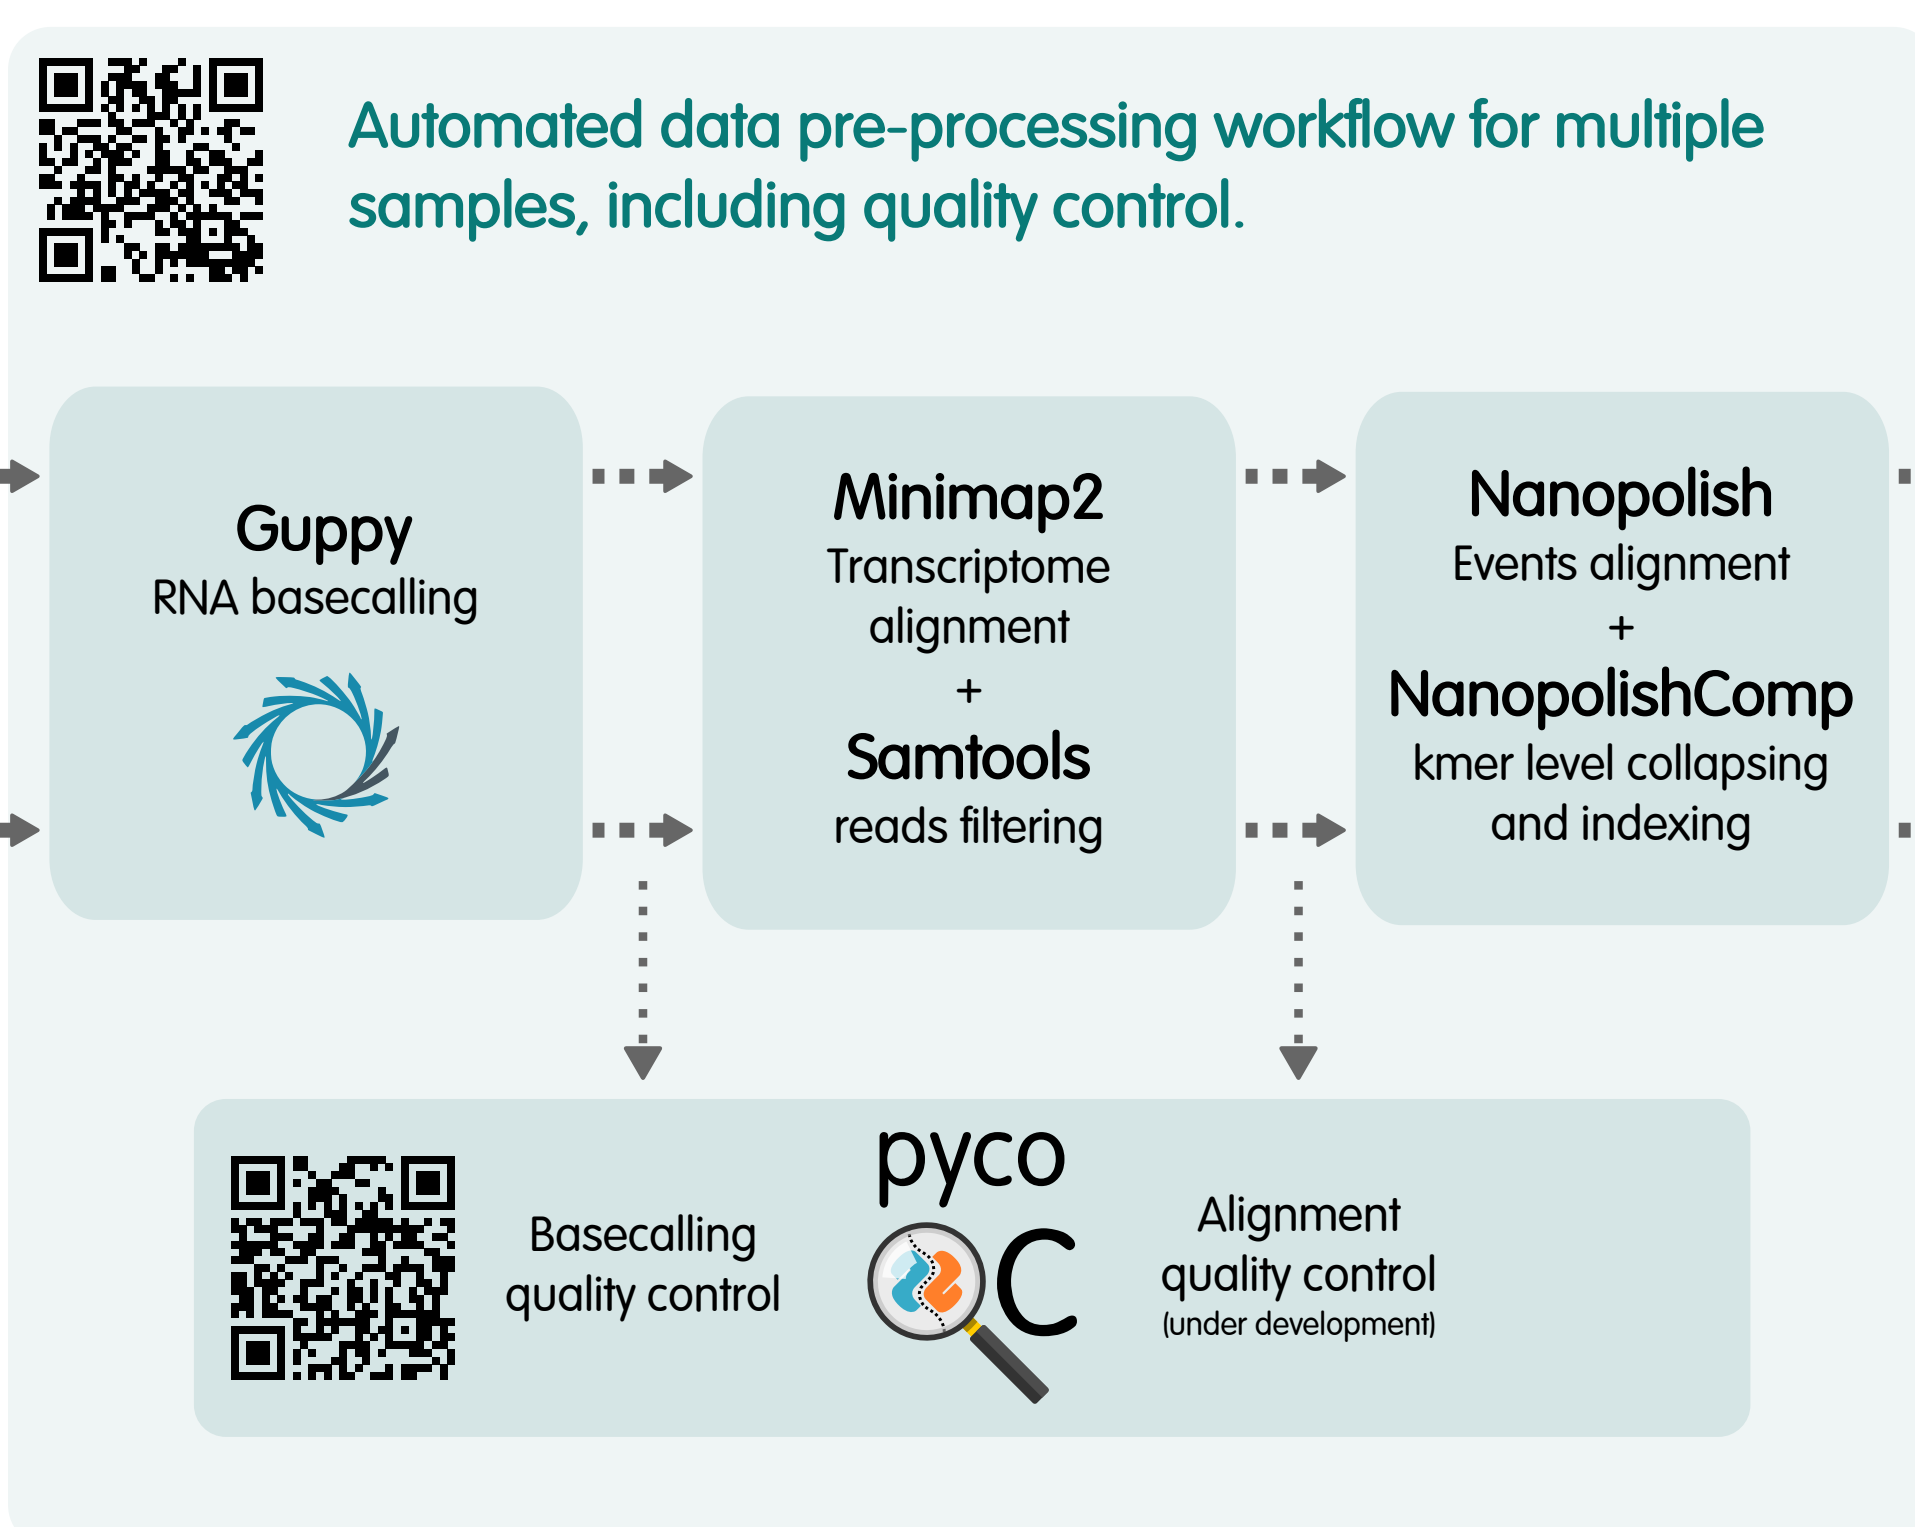 Automated data pre-processing workflow for multiple
samples, including quality control.
Guppy
RNA basecalling
Minimap2
Transcriptome
alignment
+
Samtools
reads filtering
Nanopolish
Events alignment
+
NanopolishComp
kmer level collapsing
and indexing
Basecalling
quality control
pyco
C
Alignment
quality control
(under development)